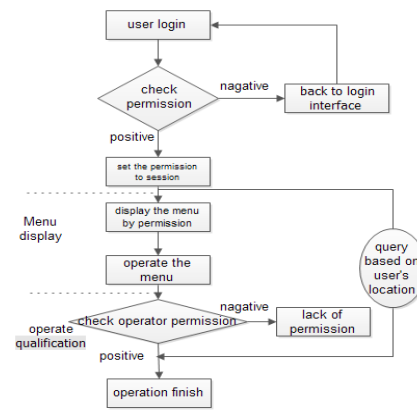 user login
check
permission
nagative
back to login
interface
positive
set the permission
to session
Menu
display
display the menu
by permission
operate the
menu
query
based on
user's
location
operate
qualification
check operator permission
nagative
lack of
permission
positive
operation finish